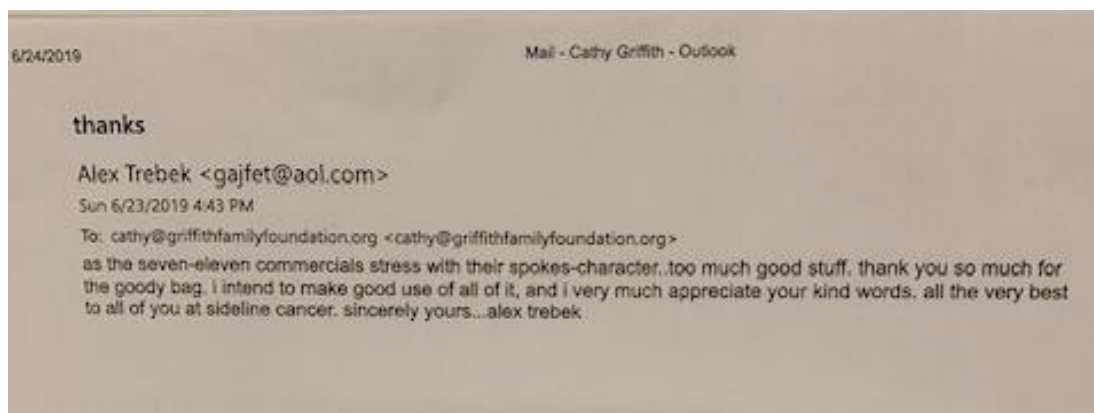 6/24/2019 Mail - Cathy Griffith - Outlook
thanks
Alex Trebek <gajfet@aol.com>
Sun 6/23/2019 4:43 PM
To: cathy@griffithfamilyfoundation.org <cathy@griffithfamilyfoundation.org>
as the seven-eleven commercials stress with their spokes-character..too much good stuff. thank you so much for
the goody bag. i intend to make good use of all of it, and i very much appreciate your kind words. all the very best
to all of you at sideline cancer. sincerely yours...alex trebek